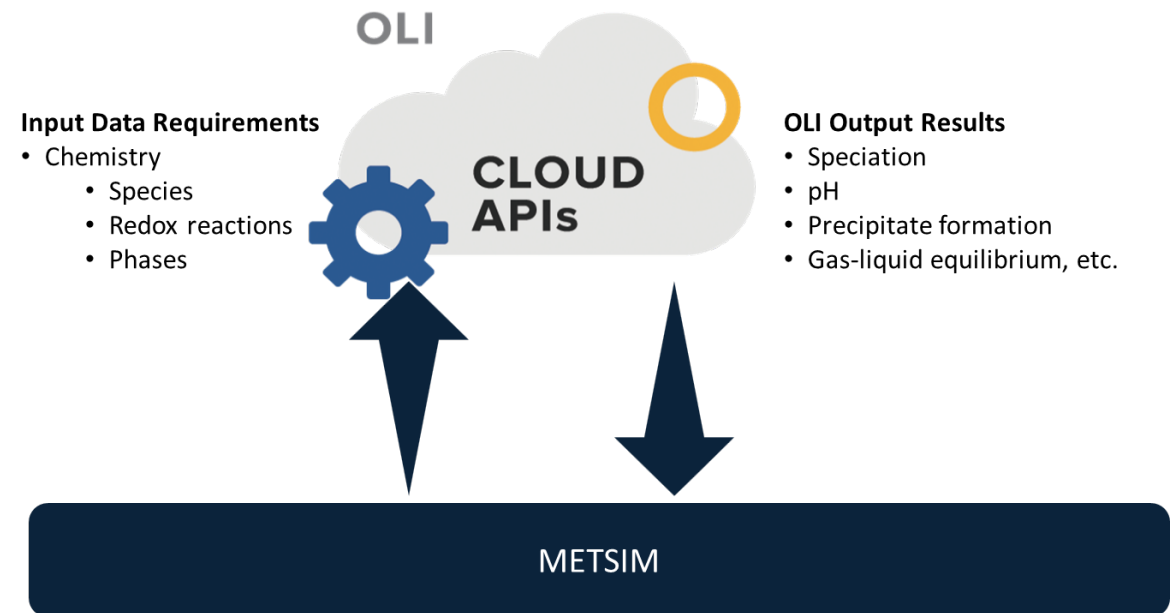 OLI
Input Data Requirements
• Chemistry
• Species
• Redox reactions
• Phases
CLOUD
APIs
OLI Output Results
• Speciation
• pH
• Precipitate formation
• Gas-liquid equilibrium, etc.
METSIM